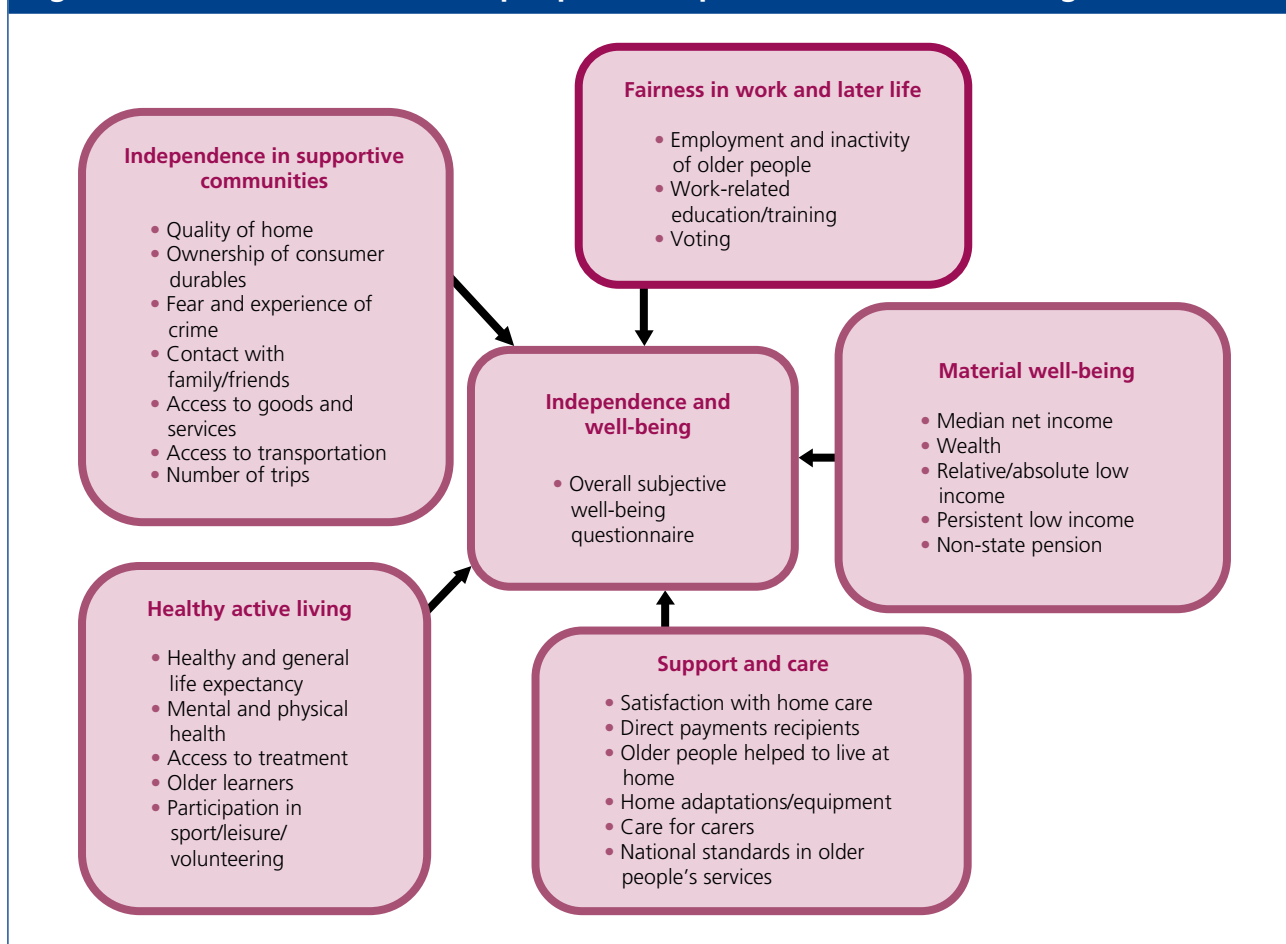 Fairness in work and later life
• Employment and inactivity
of older people
• Work-related
education/training
• Voting
Independence in supportive
communities
• Quality of home
• Ownership of consumer
durables
• Fear and experience of
crime
• Contact with
family/friends
• Access to goods and
services
• Access to transportation
• Number of trips
Independence and
well-being
• Overall subjective
well-being
questionnaire
Material well-being
• Median net income
• Wealth
• Relative/absolute low
income
• Persistent low income
• Non-state pension
Healthy active living
• Healthy and general
life expectancy
• Mental and physical
health
• Access to treatment
• Older learners
• Participation in
sport/leisure/
volunteering
Support and care
• Satisfaction with home care
• Direct payments recipients
• Older people helped to live at
home
• Home adaptations/equipment
• Care for carers
• National standards in older
people’s services